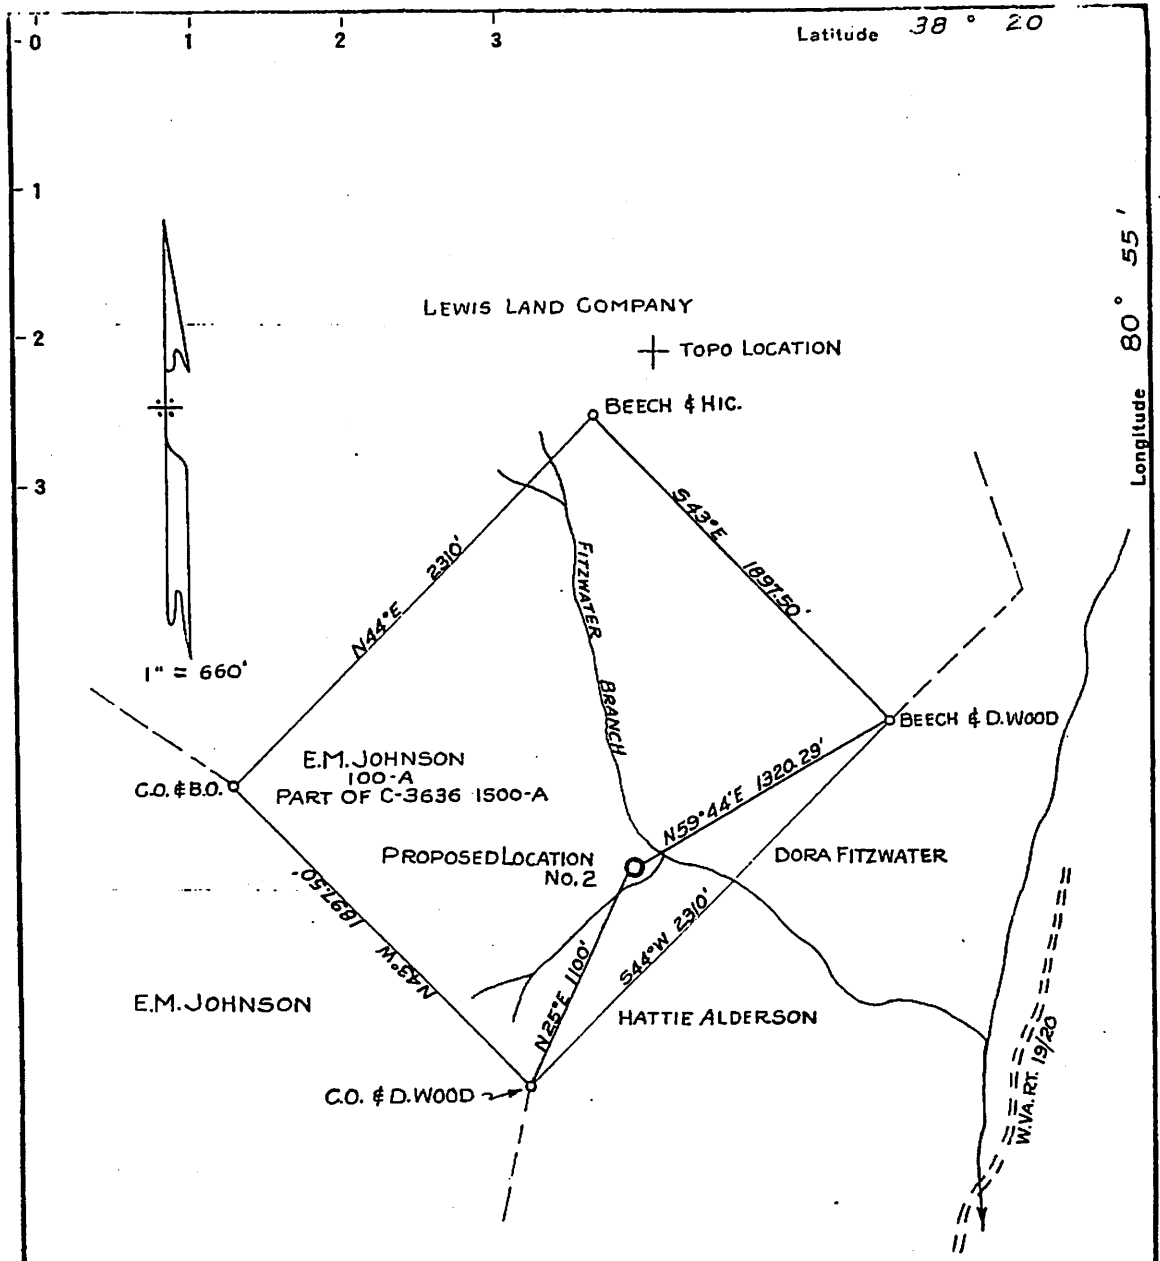 0
1
2
3
Latitude 38 ° 20
1
2
3
Longitude 80° 55'
LEWIS LAND COMPANY
TOPO LOCATION
BEECH & HIC.
S43°E 1897.50'
N44°E 2310'
FITZWATER BRANCH
1" = 660'
BEECH & D.WOOD
C.O. & B.O.
E.M. JOHNSON
100-A
PART OF C-3636 1500-A
N59°44'E 1320.29'
PROPOSED LOCATION
No. 2
DORA FITZWATER
N43°W 1897.50'
S44°W 2310'
N25°E 1100'
E.M. JOHNSON
HATTIE ALDERSON
W.VA. RT. 19/20
C.O. & D.WOOD